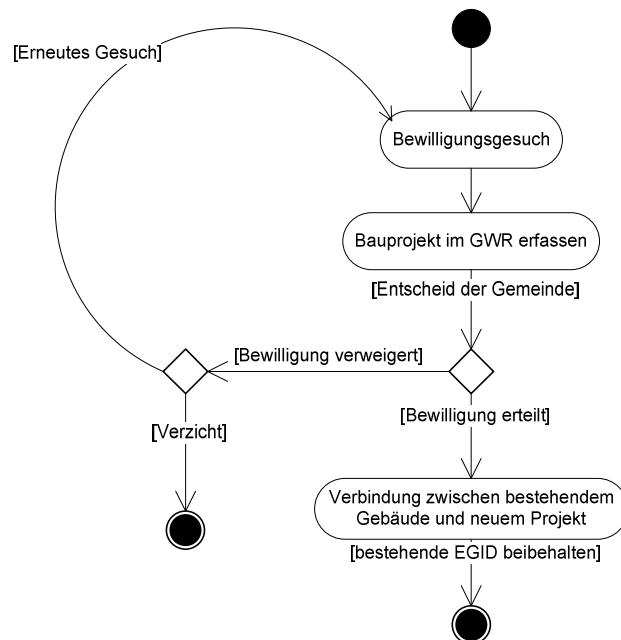 [Erneutes Gesuch]
Bewilligungsgesuch
Bauprojekt im GWR erfassen
[Entscheid der Gemeinde]
[Bewilligung verweigert]
[Bewilligung erteilt]
[Verzicht]
Verbindung zwischen bestehendem
Gebäude und neuem Projekt
[bestehende EGID beibehalten]